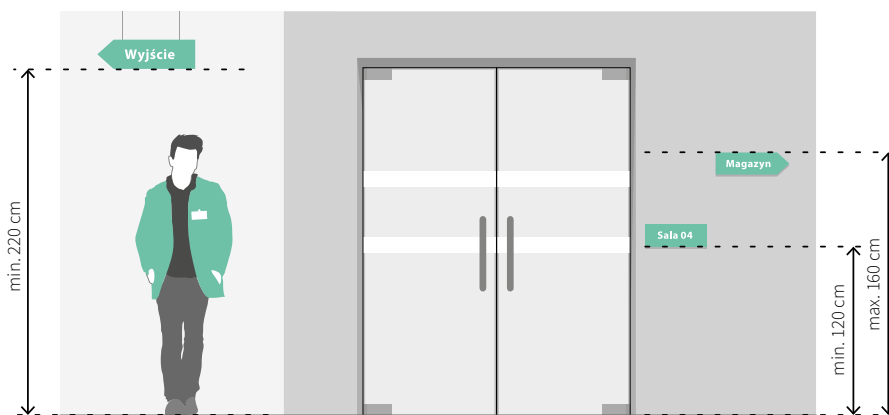 Wyjście
min. 220 cm
Magazyn
Sala 04
min. 120 cm
max. 160 cm